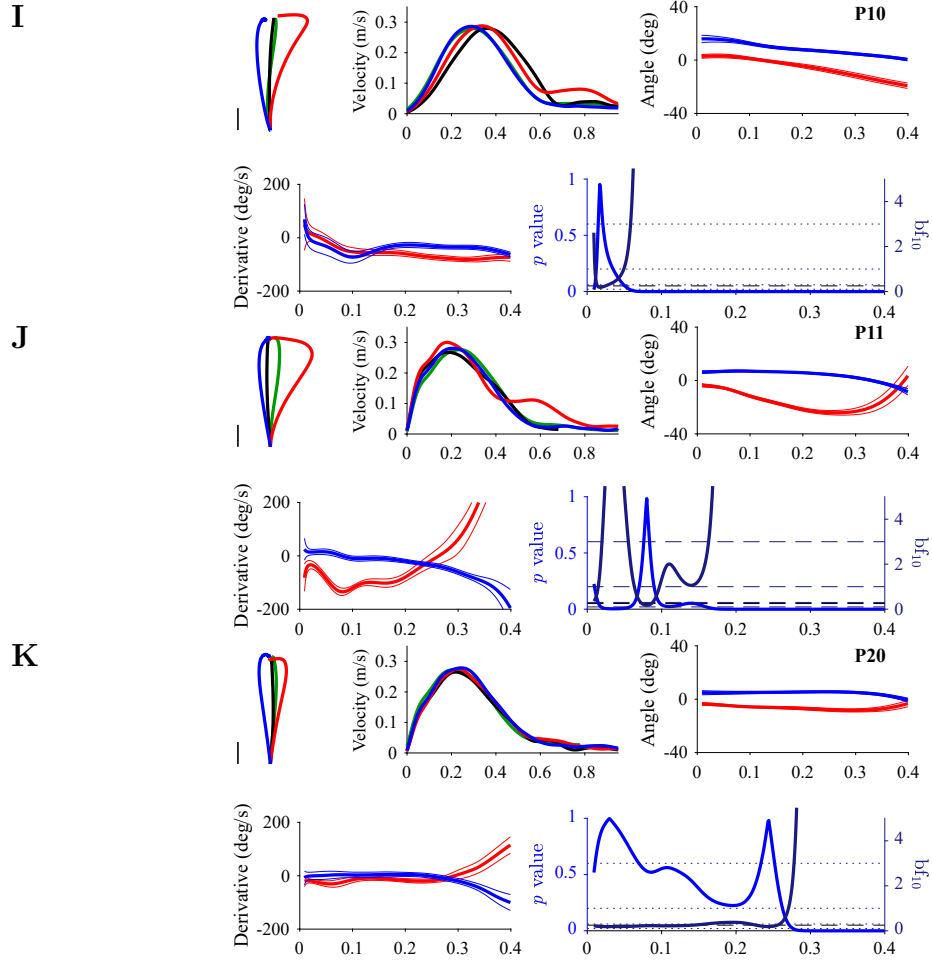 I
Velocity (m/s)
0.3
0.2
0.1
0
0 0.2 0.4 0.6 0.8
Angle (deg)
40
0
-40
0 0.1 0.2 0.3 0.4
P10
Derivative (deg/s)
200
0
-200
0 0.1 0.2 0.3 0.4
p value
1
0.5
0
0 0.1 0.2 0.3 0.4
4
2
0
bf10
J
Velocity (m/s)
0.3
0.2
0.1
0
0 0.2 0.4 0.6 0.8
Angle (deg)
40
0
-40
0 0.1 0.2 0.3 0.4
P11
Derivative (deg/s)
200
0
-200
0 0.1 0.2 0.3 0.4
p value
1
0.5
0
0 0.1 0.2 0.3 0.4
4
2
0
bf10
K
Velocity (m/s)
0.3
0.2
0.1
0
0 0.2 0.4 0.6 0.8
Angle (deg)
40
0
-40
0 0.1 0.2 0.3 0.4
P20
Derivative (deg/s)
200
0
-200
0 0.1 0.2 0.3 0.4
p value
1
0.5
0
0 0.1 0.2 0.3 0.4
4
2
0
bf10